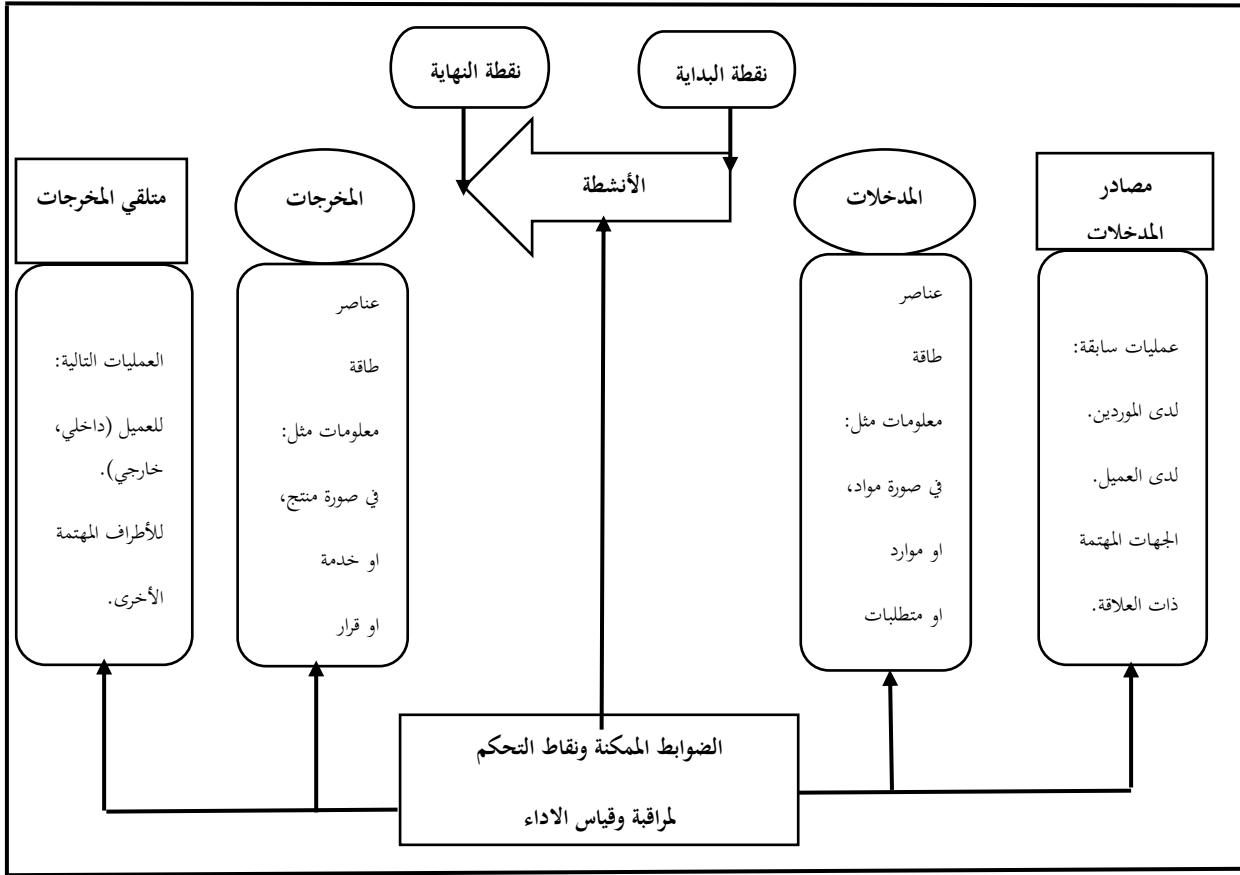 نقطة البداية
نقطة النهاية
مصادر
المدخلات
المدخلات
الأنشطة
المخرجات
متلقي المخرجات
عمليات سابقة:
لدى الموردين.
لدى العميل.
الجهات المهتمة
ذات العلاقة.
عناصر
طاقة
معلومات مثل:
في صورة مواد،
او موارد
او متطلبات
عناصر
طاقة
معلومات مثل:
في صورة منتج،
او خدمة
او قرار
العمليات التالية:
للعميل (داخلي،
خارجي).
للأطراف المهتمة
الأخرى.
الضوابط الممكنة ونقاط التحكم
لمراقبة وقياس الاداء